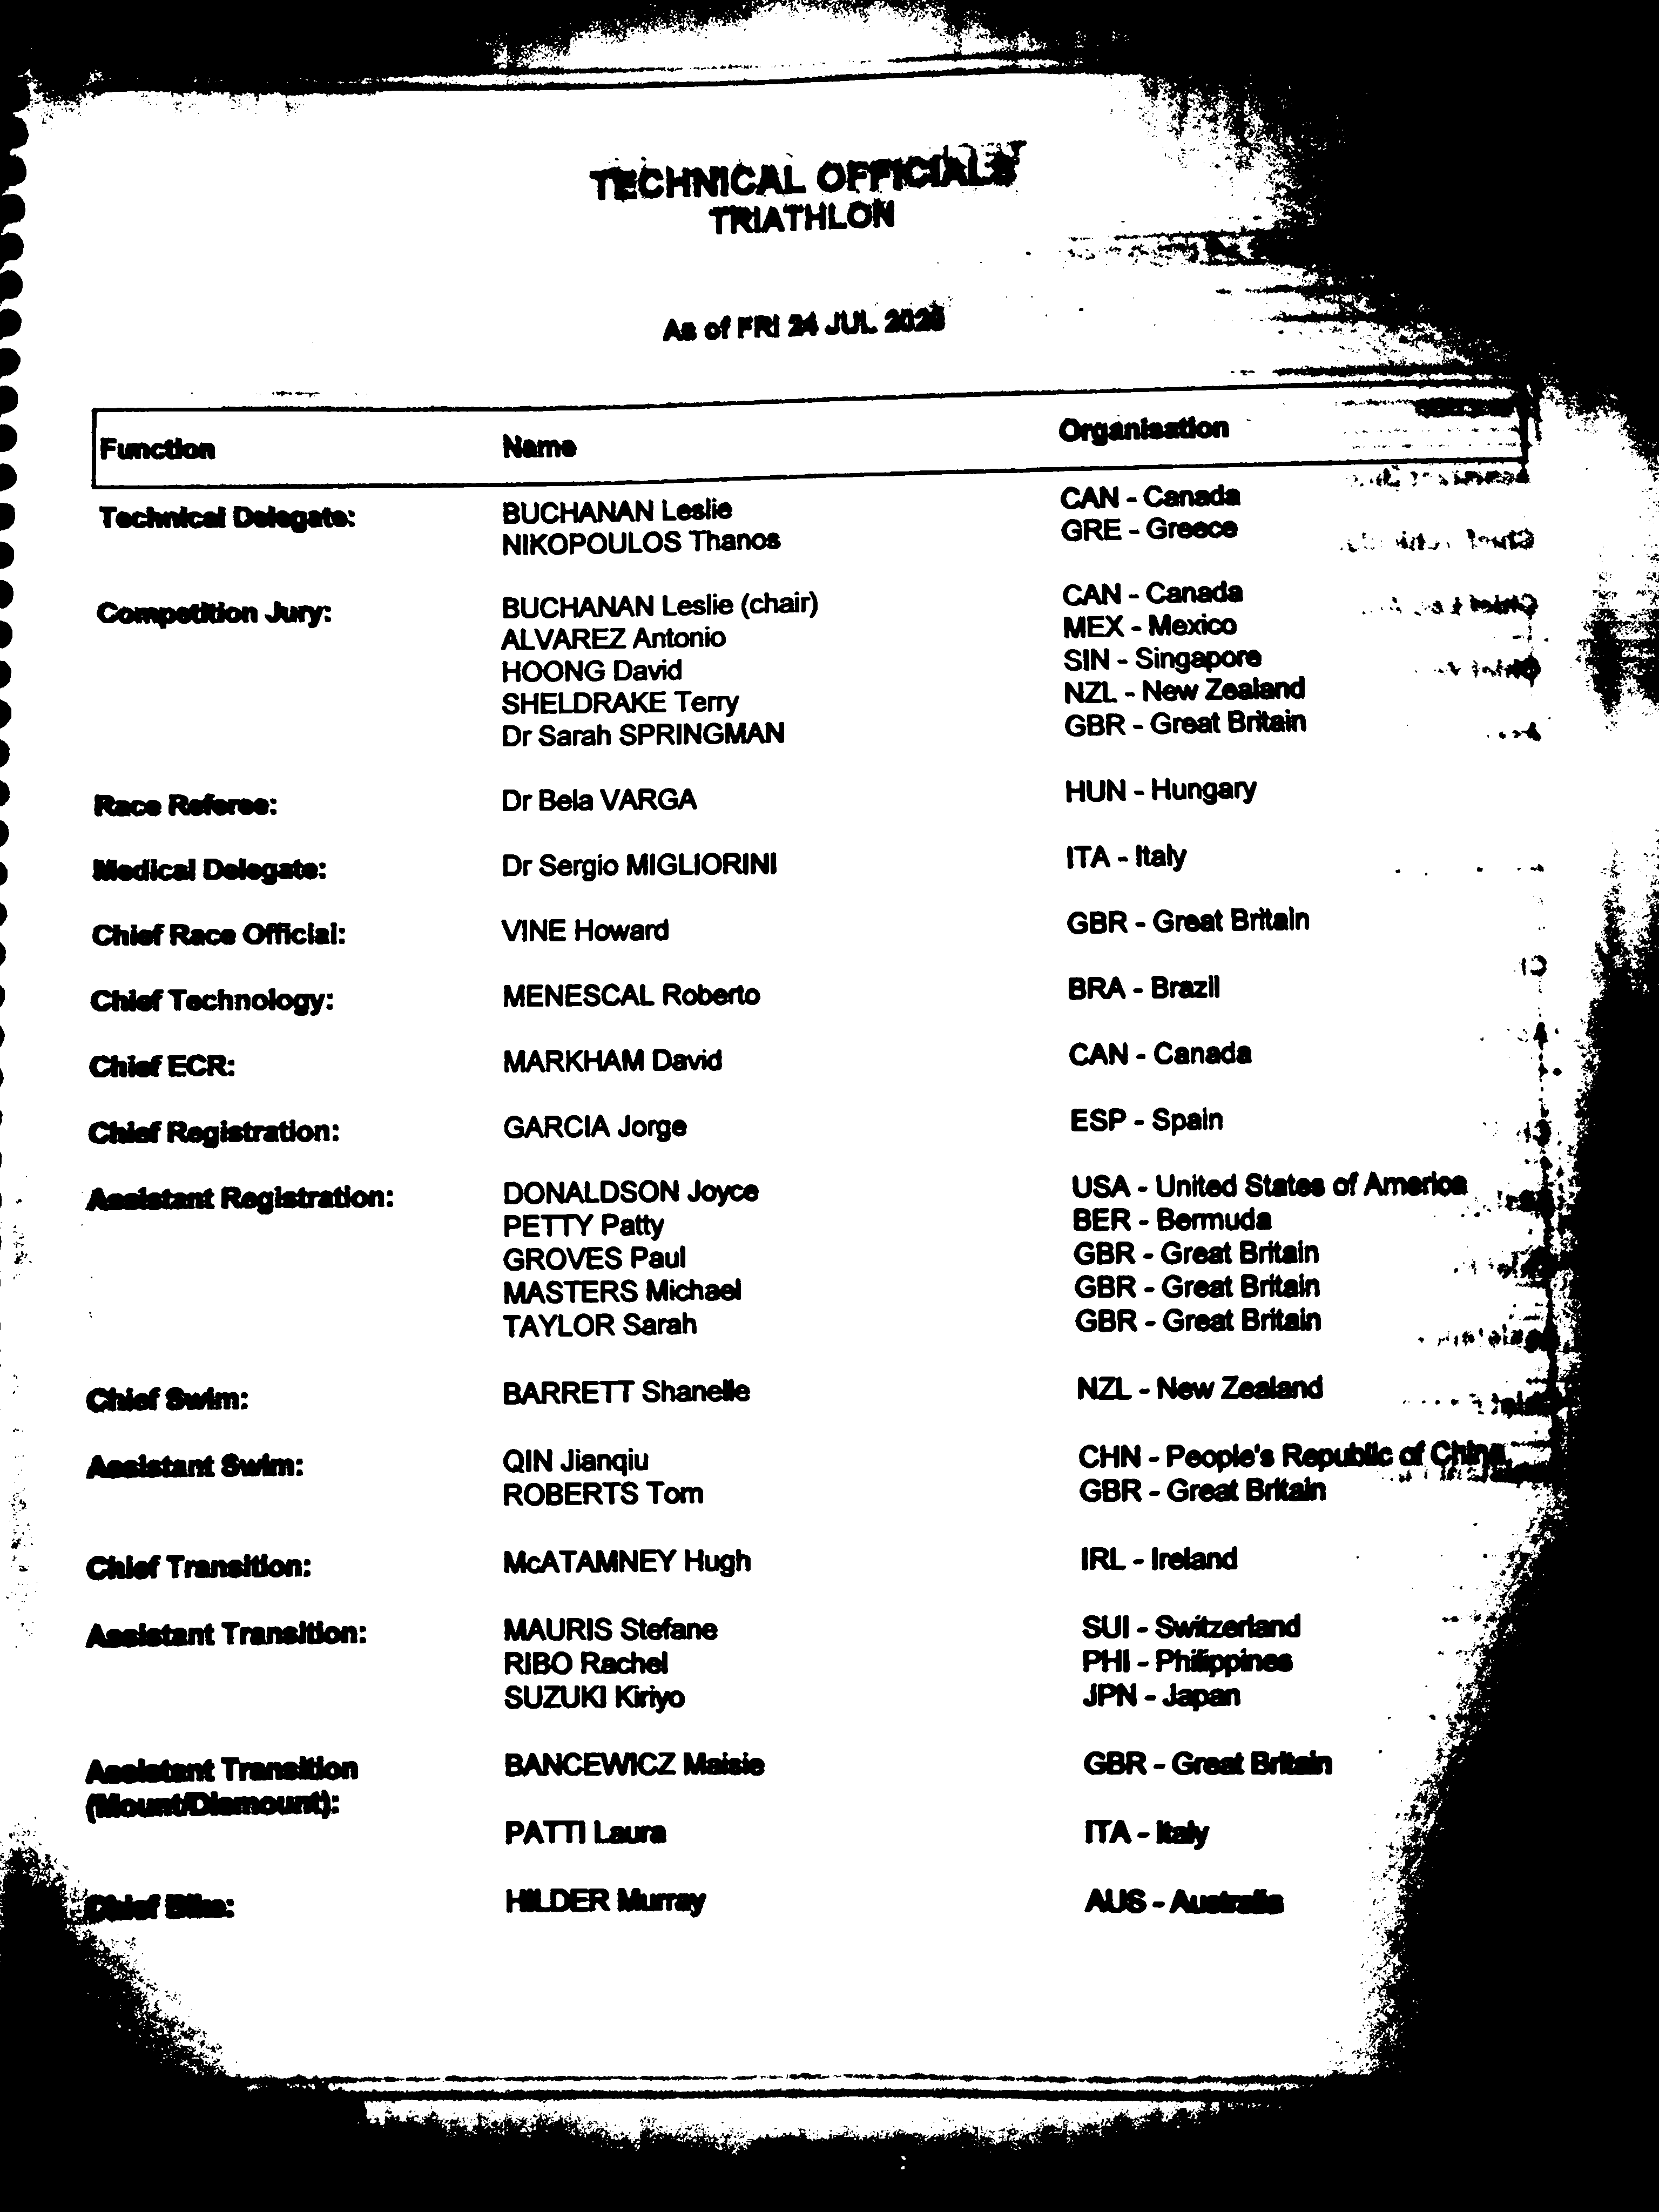 TECHNICAL OFFICIALS
TRIATHLON
As of FRI 24 JUL
Function Name Organisation
Technical Delegate: BUCHANAN Leslie CAN - Canada
NIKOPOULOS Thanos GRE - Greece
Competition Jury: BUCHANAN Leslie (chair) CAN - Canada
ALVAREZ Antonio MEX - Mexico
HOONG David SIN - Singapore
SHELDRAKE Terry NZL - New Zealand
Dr Sarah SPRINGMAN GBR - Great Britain
Race Referee: Dr Bela VARGA HUN - Hungary
Medical Delegate: Dr Sergio MIGLIORINI ITA - Italy
Chief Race Official: VINE Howard GBR - Great Britain
Chief Technology: MENESCAL Roberto BRA - Brazil
Chief ECR: MARKHAM David CAN - Canada
Chief Registration: GARCIA Jorge ESP - Spain
Assistant Registration: DONALDSON Joyce USA - United States of America
PETTY Patty BER - Bermuda
GROVES Paul GBR - Great Britain
MASTERS Michael GBR - Great Britain
TAYLOR Sarah GBR - Great Britain
Chief Swim: BARRETT Shanelle NZL - New Zealand
Assistant Swim: QIN Jianqiu CHN - People's Republic of China
ROBERTS Tom GBR - Great Britain
Chief Transition: McATAMNEY Hugh IRL - Ireland
Assistant Transition: MAURIS Stefane SUI - Switzerland
RIBO Rachel PHI - Philippines
SUZUKI Kiriyo JPN - Japan
Assistant Transition BANCEWICZ Maisie GBR - Great Britain
(Mount/Dismount):
PATTI Laura ITA - Italy
Chief Bike: HILDER Murray AUS - Australia